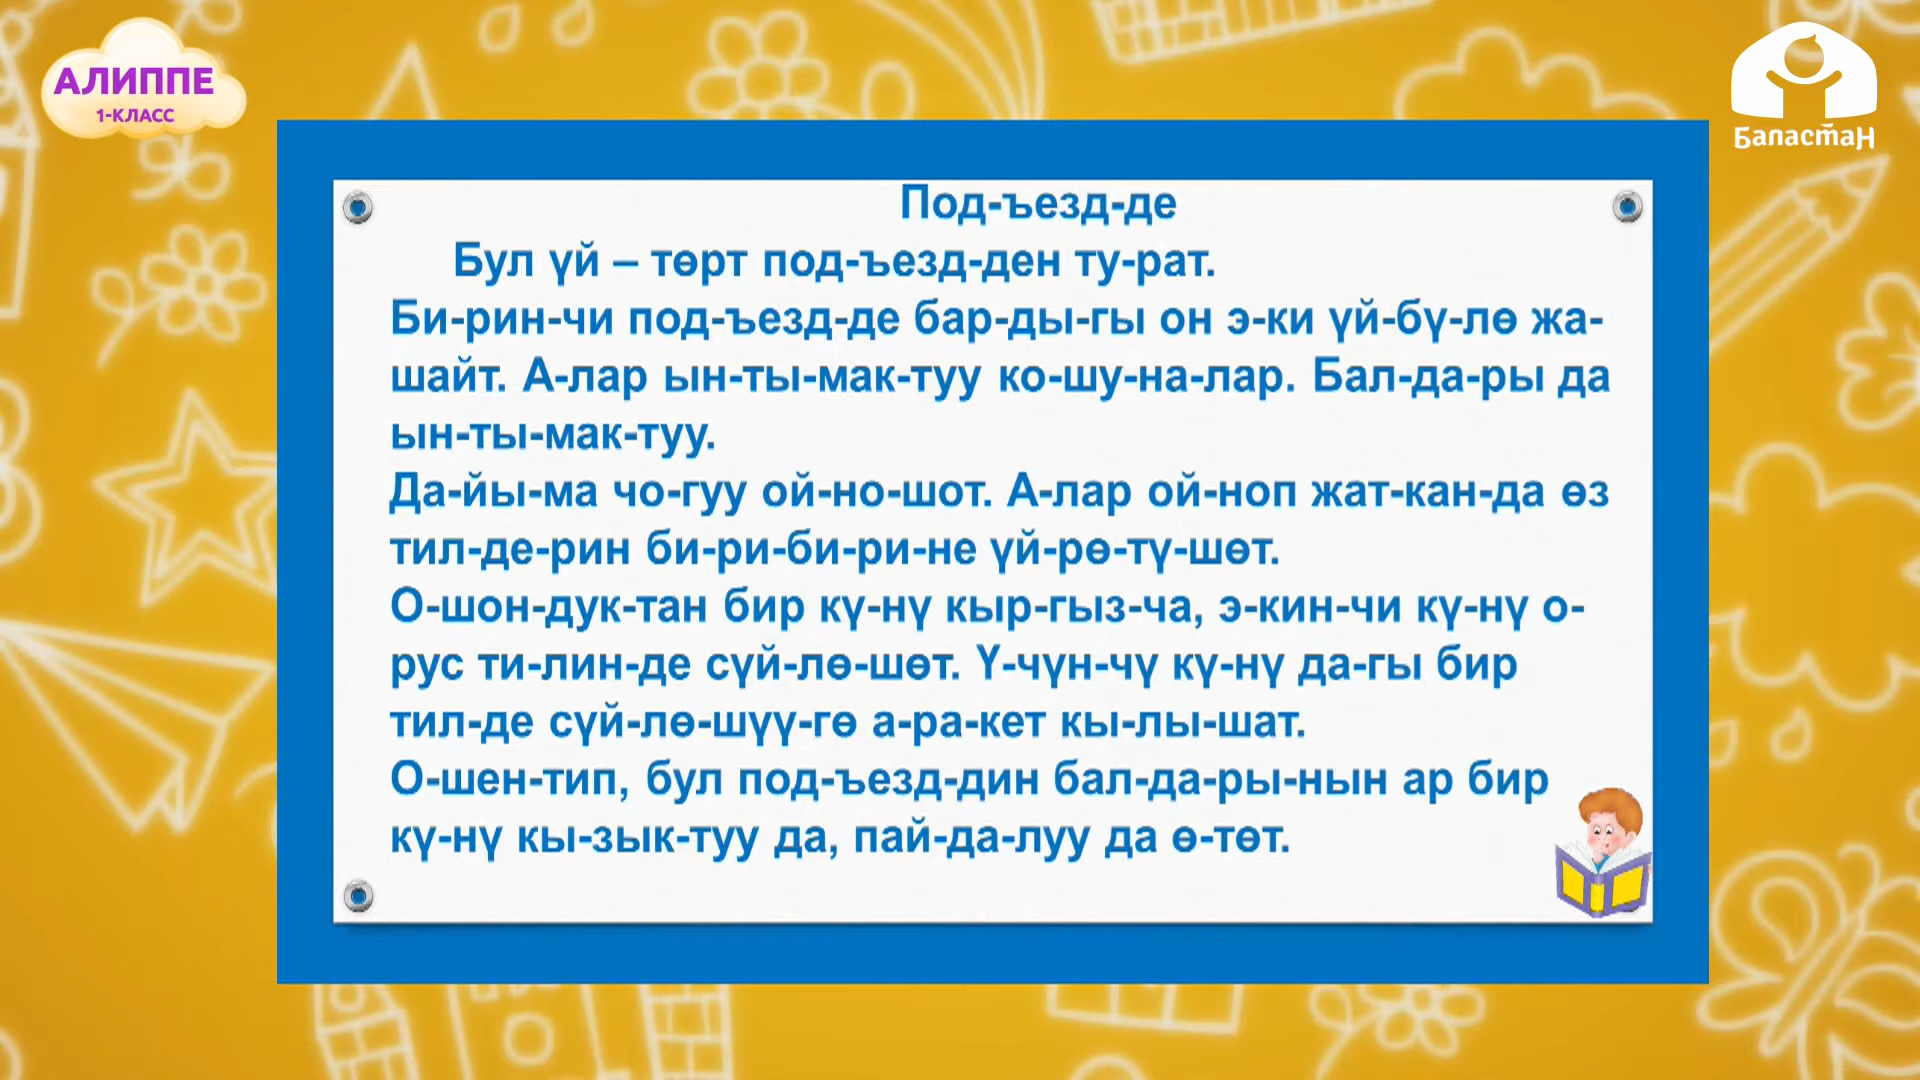 АЛИППЕ
1-КЛАСС
Баластан
Под-ъезд-де
Бул үй – төрт под-ъезд-ден ту-рат.
Би-рин-чи под-ъезд-де бар-ды-гы он э-ки үй-бү-лө жа-
шайт. А-лар ын-ты-мак-туу ко-шу-на-лар. Бал-да-ры да
ын-ты-мак-туу.
Да-йы-ма чо-гуу ой-но-шот. А-лар ой-ноп жат-кан-да өз
тил-де-рин би-ри-би-ри-не үй-рө-тү-шөт.
О-шон-дук-тан бир кү-нү кыр-гыз-ча, э-кин-чи кү-нү о-
рус ти-лин-де сүй-лө-шөт. Ү-чүн-чү кү-нү да-гы бир
тил-де сүй-лө-шүү-гө а-ра-кет кы-лы-шат.
О-шен-тип, бул под-ъезд-дин бал-да-ры-нын ар бир
кү-нү кы-зык-туу да, пай-да-луу да ө-төт.